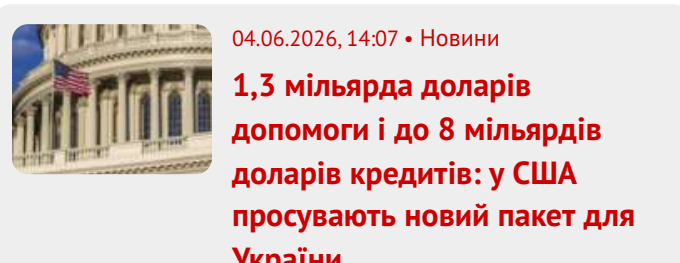 04.06.2026, 14:07 • Новини
1,3 мільярда доларів
допомоги і до 8 мільярдів
доларів кредитів: у США
просувають новий пакет для
України